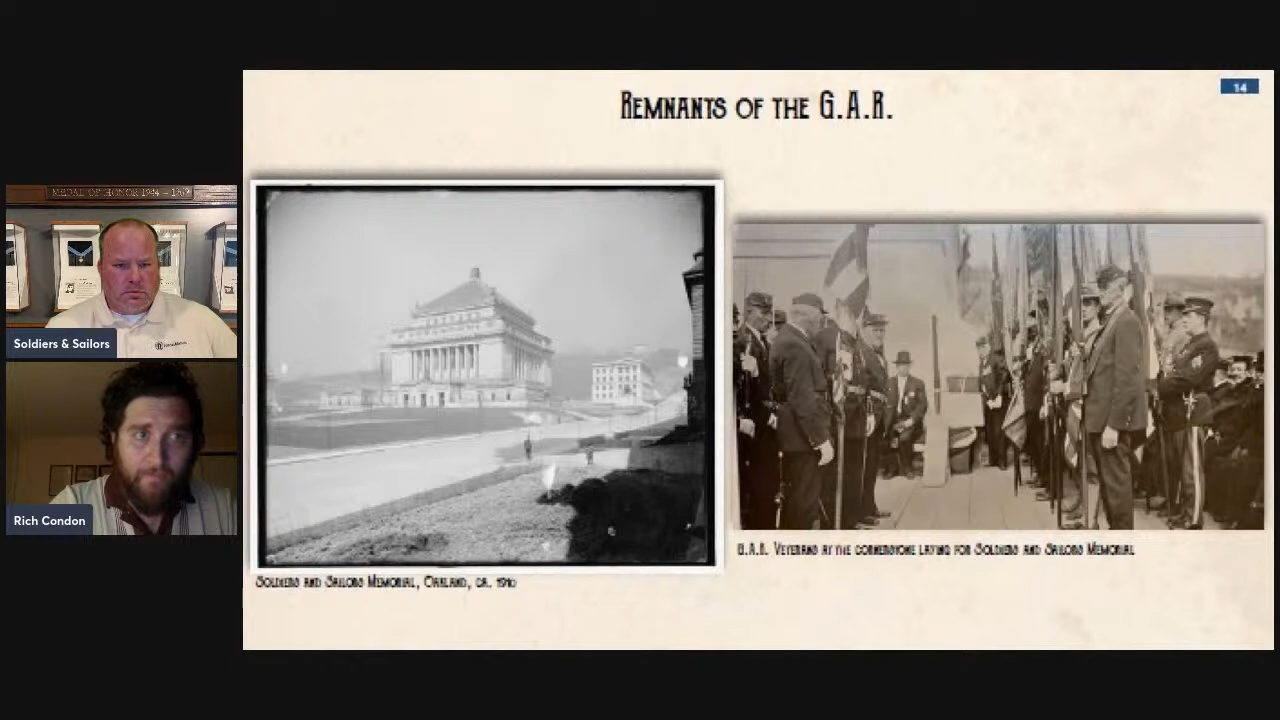 REMNANTS OF THE G.A.R.
14
MEDAL OF HONOR
Soldiers & Sailors
Rich Condon
SOLDIERS AND SAILORS MEMORIAL, OAKLAND, CA. 1910
G.A.R. VETERANS AT THE CORNERSTONE LAYING FOR SOLDIERS AND SAILORS MEMORIAL